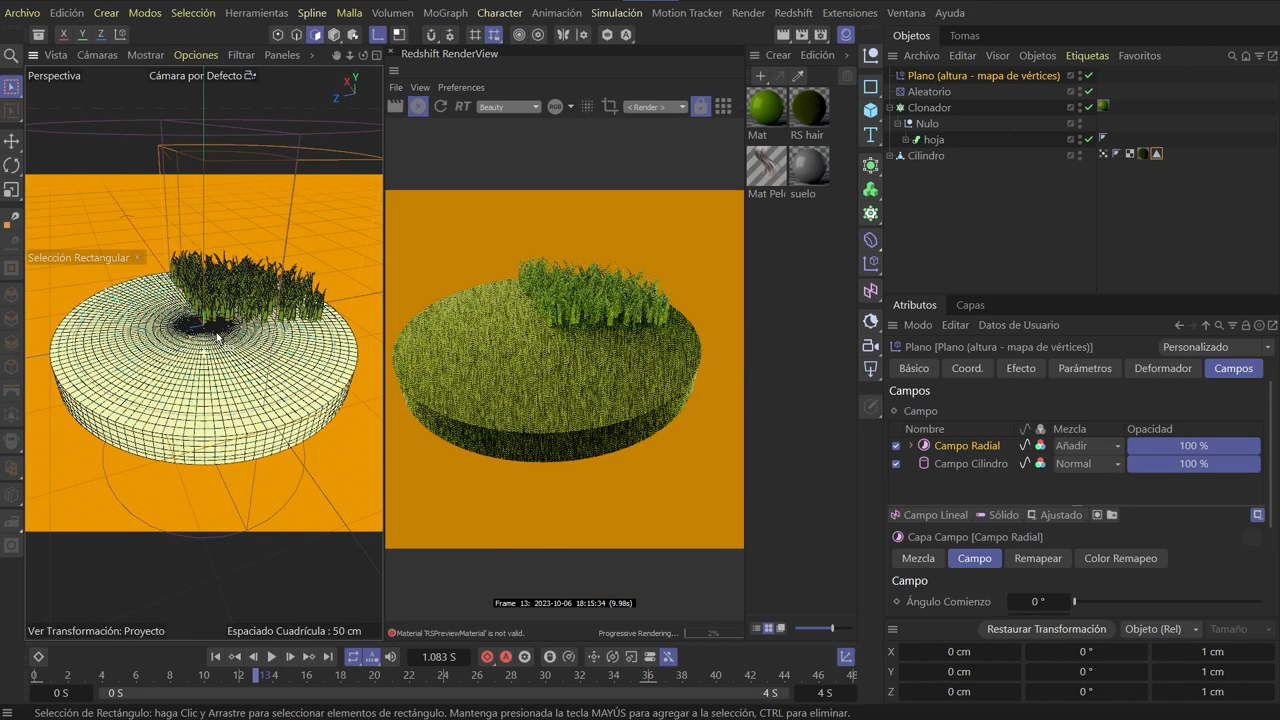 Archivo Edición Crear Modos Selección Herramientas Spline Malla Volumen MoGraph Character Animación Simulación Motion Tracker Render Redshift Extensiones Ventana Ayuda
X Y Z
Vista Cámaras Mostrar Opciones Filtrar Paneles
Perspectiva Cámara por Defecto
X Y Z
Selección Rectangular
Ver Transformación: Proyecto Espaciado Cuadrícula : 50 cm
Redshift RenderView
File View Preferences
RT Beauty RGB < Render >
Frame 13: 2023-10-06 18:15:34 (9.98s)
Material 'RSPreviewMaterial' is not valid. Progressive Rendering... 2%
Crear Edición
Mat RS hair
Mat Pelo suelo
Objetos Tomas
Archivo Editar Visor Objetos Etiquetas Favoritos
Plano (altura - mapa de vértices)
Aleatorio
Clonador
Nulo
hoja
Cilindro
Atributos Capas
Modo Editar Datos de Usuario
Plano [Plano (altura - mapa de vértices)] Personalizado
Básico Coord. Efecto Parámetros Deformador Campos
Campos
Campo
Nombre Mezcla Opacidad
Campo Radial Añadir 100 %
Campo Cilindro Normal 100 %
Campo Lineal Sólido Ajustado
Capa Campo [Campo Radial]
Mezcla Campo Remapear Color Remapeo
Campo
Ángulo Comienzo 0 °
Restaurar Transformación Objeto (Rel) Tamaño
X 0 cm 0 ° 1 cm
Y 0 cm 0 ° 1 cm
Z 0 cm 0 ° 1 cm
1.083 S
0 2 4 6 8 10 12 13 14 16 18 20 22 24 26 28 30 32 34 36 38 40 42 44 46 48
0 S 0 S 4 S 4 S
Selección de Rectángulo: haga Clic y Arrastre para seleccionar elementos de rectángulo. Mantenga presionada la tecla MAYÚS para agregar a la selección, CTRL para eliminar.